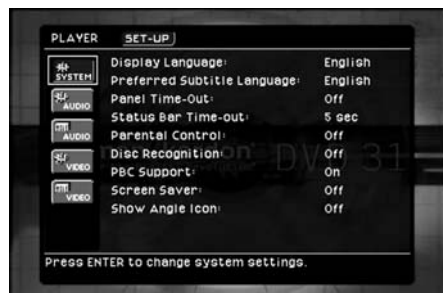 PLAYER SET-UP
SYSTEM
AUDIO
AUDIO
VIDEO
VIDEO
Display Language: English
Preferred Subtitle Language: English
Panel Time-Out: Off
Status Bar Time-out: 5 sec
Parental Control: Off
Disc Recognition: Off
PBC Support: On
Screen Saver: Off
Show Angle Icon: Off
DVD 31
Press ENTER to change system settings.